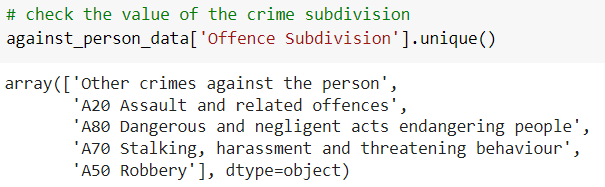 # check the value of the crime subdivision
against_person_data['Offence Subdivision'].unique()
array(['Other crimes against the person',
'A20 Assault and related offences',
'A80 Dangerous and negligent acts endangering people',
'A70 Stalking, harassment and threatening behaviour',
'A50 Robbery'], dtype=object)